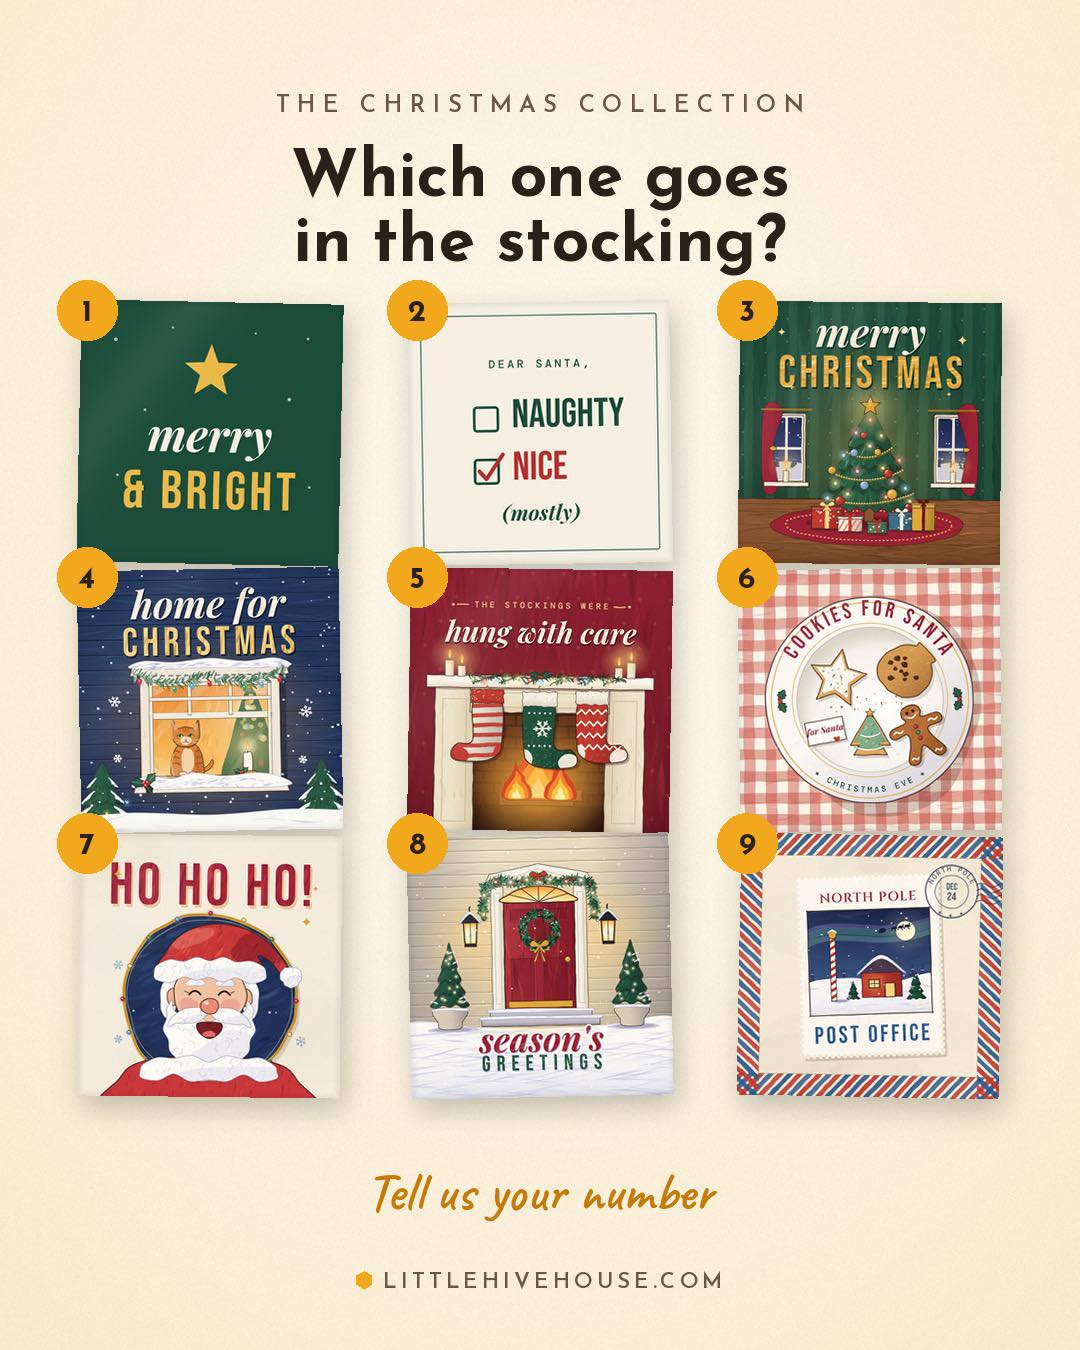 THE CHRISTMAS COLLECTION
Which one goes
in the stocking?
1
merry
& BRIGHT
2
DEAR SANTA,
NAUGHTY
NICE
(mostly)
3
merry
CHRISTMAS
4
home for
CHRISTMAS
5
THE STOCKINGS WERE
hung with care
6
COOKIES FOR SANTA
for Santa
CHRISTMAS EVE
7
HO HO HO!
8
season's
GREETINGS
9
NORTH POLE
NORTH POLE
DEC
24
POST OFFICE
Tell us your number
LITTLEHIVEHOUSE.COM